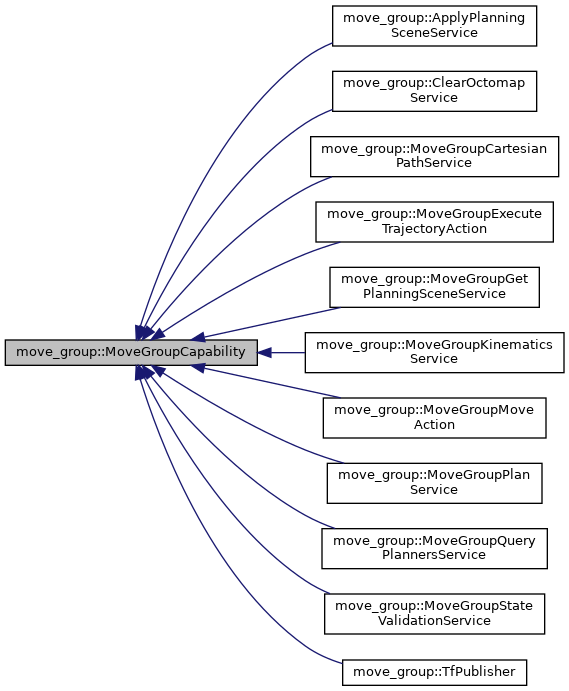 move_group::ApplyPlanning
SceneService
move_group::ClearOctomap
Service
move_group::MoveGroupCartesian
PathService
move_group::MoveGroupExecute
TrajectoryAction
move_group::MoveGroupGet
PlanningSceneService
move_group::MoveGroupCapability
move_group::MoveGroupKinematics
Service
move_group::MoveGroupMove
Action
move_group::MoveGroupPlan
Service
move_group::MoveGroupQuery
PlannersService
move_group::MoveGroupState
ValidationService
move_group::TfPublisher